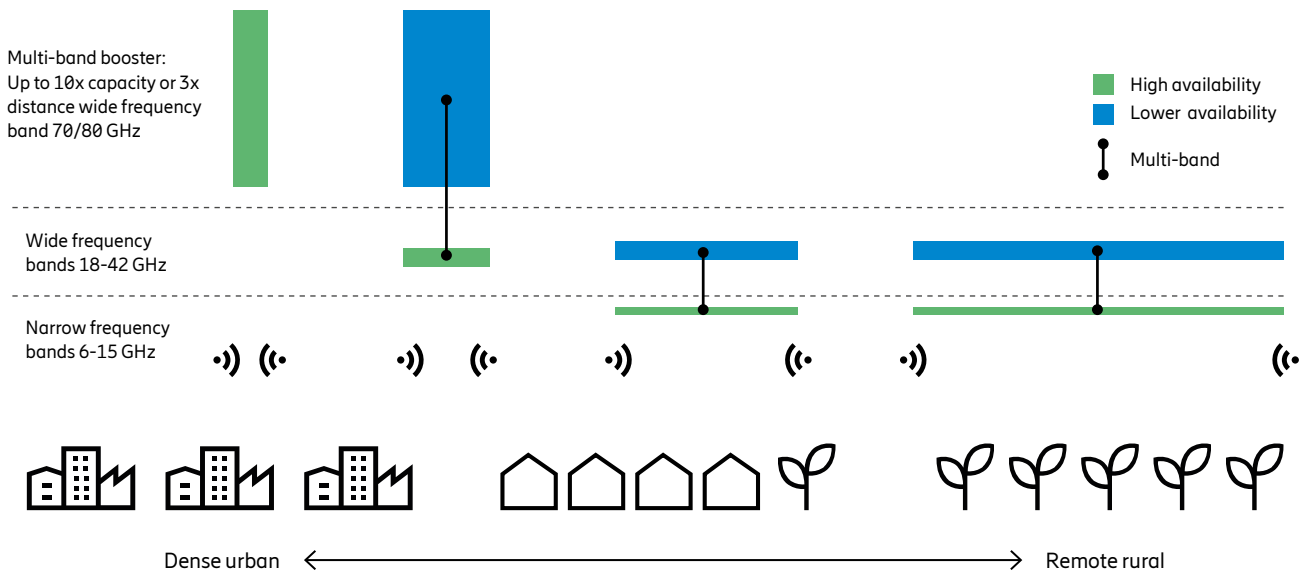 Multi-band booster:
Up to 10x capacity or 3x
distance wide frequency
band 70/80 GHz
High availability
Lower availability
Multi-band
Wide frequency
bands 18-42 GHz
Narrow frequency
bands 6-15 GHz
Dense urban
Remote rural